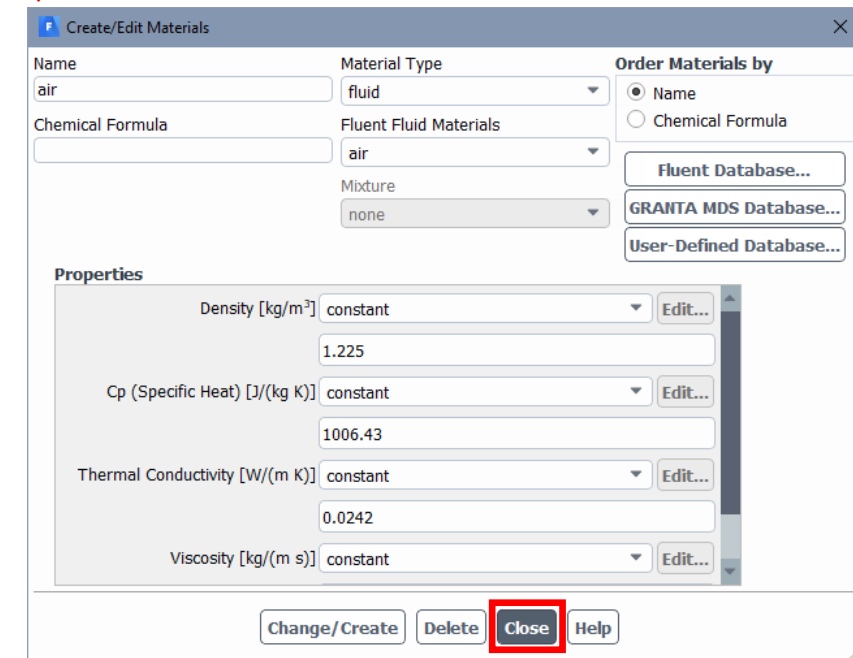 Create/Edit Materials
Name
Material Type
Order Materials by
air
fluid
Name
Chemical Formula
Chemical Formula
Fluent Fluid Materials
air
Fluent Database...
Mixture
none
GRANTA MDS Database...
User-Defined Database...
Properties
Density [kg/m³] constant Edit...
1.225
Cp (Specific Heat) [J/(kg K)] constant Edit...
1006.43
Thermal Conductivity [W/(m K)] constant Edit...
0.0242
Viscosity [kg/(m s)] constant Edit...
Change/Create Delete Close Help